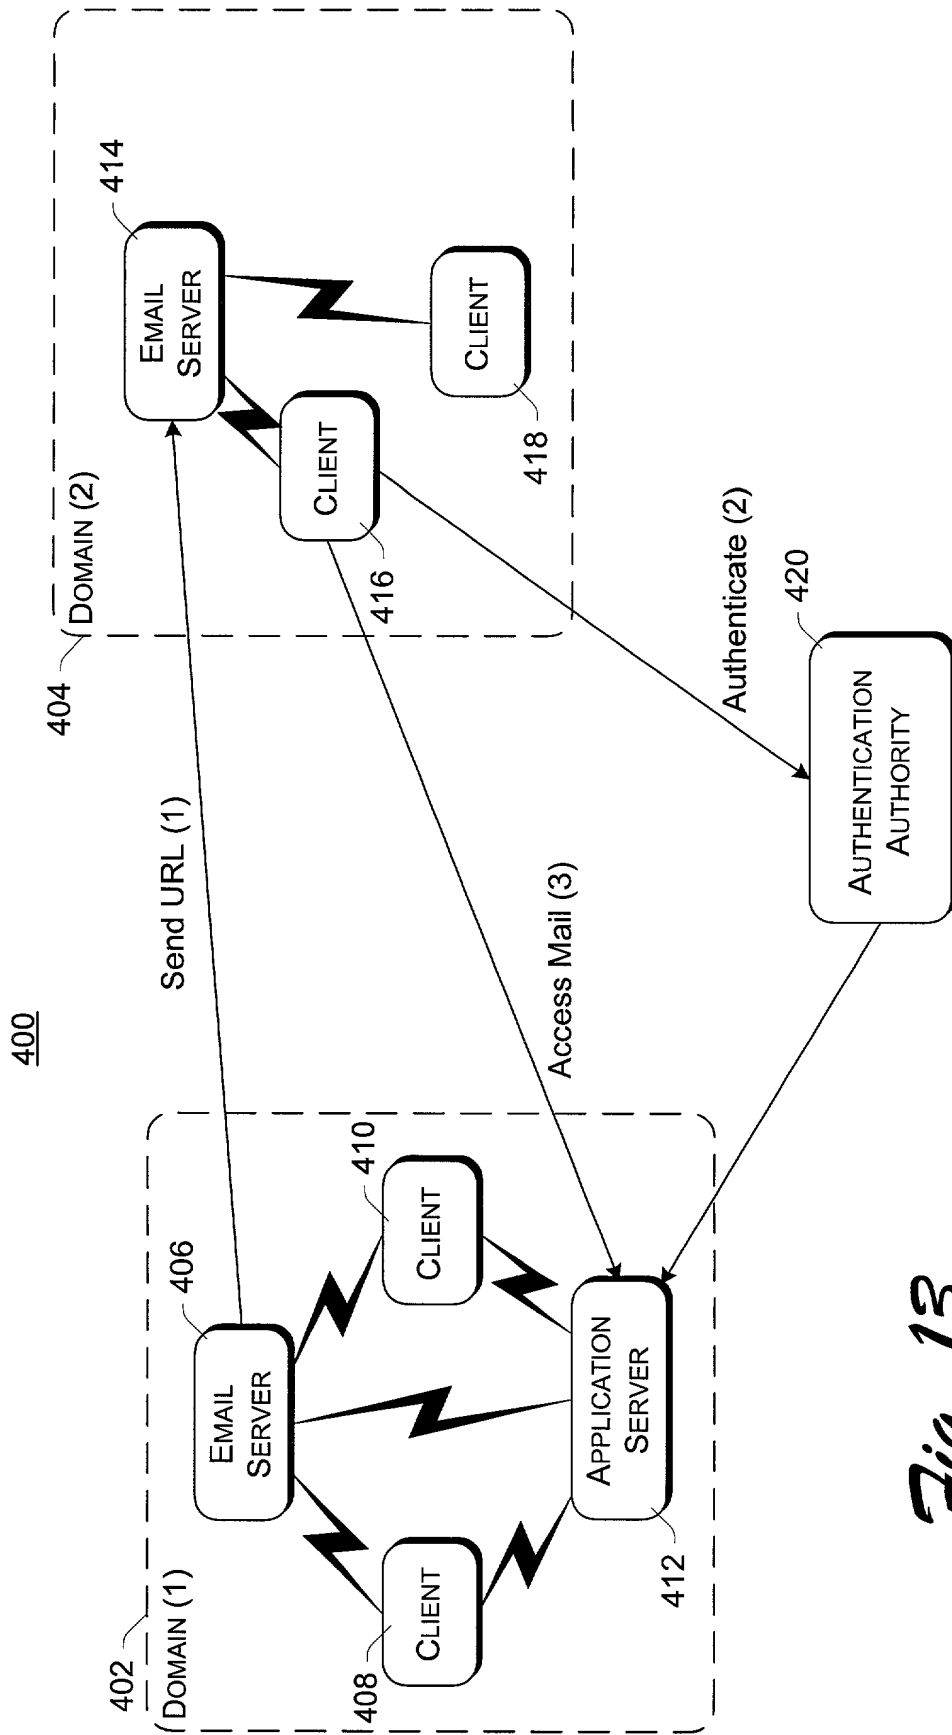 400
402
DOMAIN (1)
406
EMAIL
SERVER
408
CLIENT
410
CLIENT
412
APPLICATION
SERVER
Send URL (1)
Access Mail (3)
404
DOMAIN (2)
414
EMAIL
SERVER
416
CLIENT
418
CLIENT
Authenticate (2)
420
AUTHENTICATION
AUTHORITY
Fig. 13